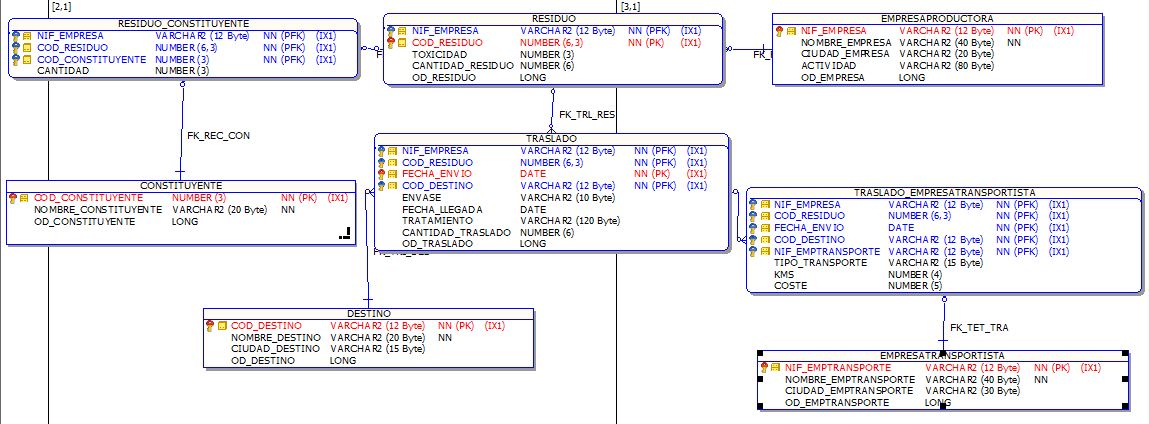 [2,1]
[3,1]
RESIDUO_CONSTITUYENTE
NIF_EMPRESA VARCHAR2 (12 Byte) NN (PFK) (IX1)
COD_RESIDUO NUMBER (6,3) NN (PFK) (IX1)
COD_CONSTITUYENTE NUMBER (3) NN (PFK) (IX1)
CANTIDAD NUMBER (3)
RESIDUO
NIF_EMPRESA VARCHAR2 (12 Byte) NN (PFK) (IX1)
COD_RESIDUO NUMBER (6,3) NN (PK) (IX1)
TOXICIDAD NUMBER (3)
CANTIDAD_RESIDUO NUMBER (6)
OD_RESIDUO LONG
EMPRESAPRODUCTORA
NIF_EMPRESA VARCHAR2 (12 Byte) NN (PK) (IX1)
NOMBRE_EMPRESA VARCHAR2 (40 Byte) NN
CIUDAD_EMPRESA VARCHAR2 (20 Byte)
ACTIVIDAD VARCHAR2 (80 Byte)
OD_EMPRESA LONG
FK_REC_CON
FK_TRL_RES
CONSTITUYENTE
COD_CONSTITUYENTE NUMBER (3) NN (PK) (IX1)
NOMBRE_CONSTITUYENTE VARCHAR2 (20 Byte) NN
OD_CONSTITUYENTE LONG
TRASLADO
NIF_EMPRESA VARCHAR2 (12 Byte) NN (PFK) (IX1)
COD_RESIDUO NUMBER (6,3) NN (PFK) (IX1)
FECHA_ENVIO DATE NN (PK) (IX1)
COD_DESTINO VARCHAR2 (12 Byte) NN (PFK) (IX1)
ENVASE VARCHAR2 (10 Byte)
FECHA_LLEGADA DATE
TRATAMIENTO VARCHAR2 (120 Byte)
CANTIDAD_TRASLADO NUMBER (6)
OD_TRASLADO LONG
TRASLADO_EMPRESATRANSPORTISTA
NIF_EMPRESA VARCHAR2 (12 Byte) NN (PFK) (IX1)
COD_RESIDUO NUMBER (6,3) NN (PFK) (IX1)
FECHA_ENVIO DATE NN (PFK) (IX1)
COD_DESTINO VARCHAR2 (12 Byte) NN (PFK) (IX1)
NIF_EMPTRANSPORTE VARCHAR2 (12 Byte) NN (PFK) (IX1)
TIPO_TRANSPORTE VARCHAR2 (15 Byte)
KMS NUMBER (4)
COSTE NUMBER (5)
DESTINO
COD_DESTINO VARCHAR2 (12 Byte) NN (PK) (IX1)
NOMBRE_DESTINO VARCHAR2 (20 Byte) NN
CIUDAD_DESTINO VARCHAR2 (15 Byte)
OD_DESTINO LONG
FK_TET_TRA
EMPRESATRANSPORTISTA
NIF_EMPTRANSPORTE VARCHAR2 (12 Byte) NN (PK) (IX1)
NOMBRE_EMPTRANSPORTE VARCHAR2 (40 Byte) NN
CIUDAD_EMPTRANSPORTE VARCHAR2 (30 Byte)
OD_EMPTRANSPORTE LONG